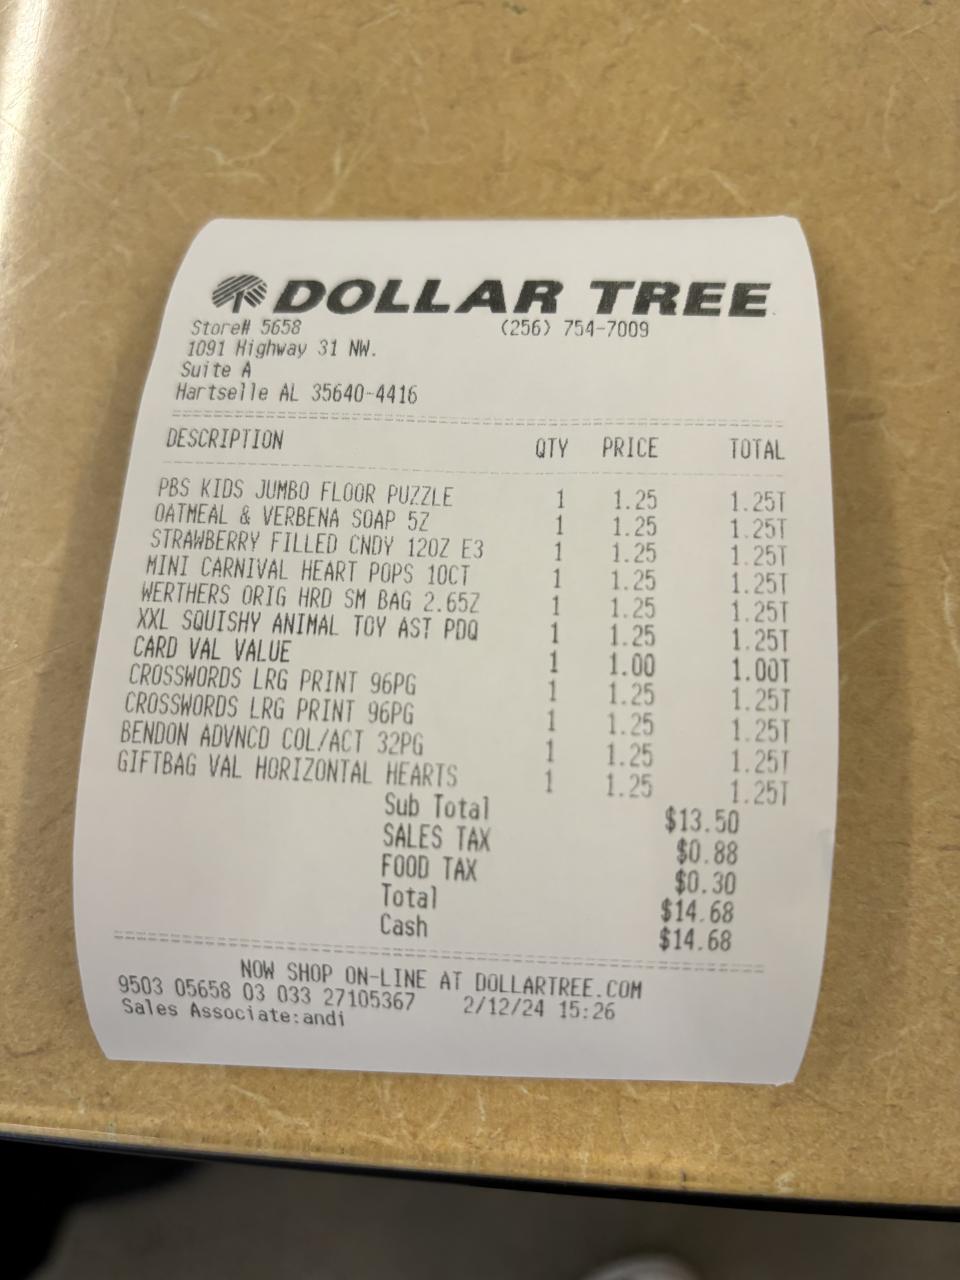 DOLLAR TREE
Store# 5658 (256) 754-7009
1091 Highway 31 NW.
Suite A
Hartselle AL 35640-4416
DESCRIPTION QTY PRICE TOTAL
PBS KIDS JUMBO FLOOR PUZZLE 1 1.25 1.25T
OATMEAL & VERBENA SOAP 5Z 1 1.25 1.25T
STRAWBERRY FILLED CNDY 12OZ E3 1 1.25 1.25T
MINI CARNIVAL HEART POPS 10CT 1 1.25 1.25T
WERTHERS ORIG HRD SM BAG 2.65Z 1 1.25 1.25T
XXL SQUISHY ANIMAL TOY AST PDQ 1 1.25 1.25T
CARD VAL VALUE 1 1.00 1.00T
CROSSWORDS LRG PRINT 96PG 1 1.25 1.25T
CROSSWORDS LRG PRINT 96PG 1 1.25 1.25T
BENDON ADVNCD COL/ACT 32PG 1 1.25 1.25T
GIFTBAG VAL HORIZONTAL HEARTS 1 1.25 1.25T
Sub Total $13.50
SALES TAX $0.88
FOOD TAX $0.30
Total $14.68
Cash $14.68
NOW SHOP ON-LINE AT DOLLARTREE.COM
9503 05658 03 033 27105367 2/12/24 15:26
Sales Associate:andi